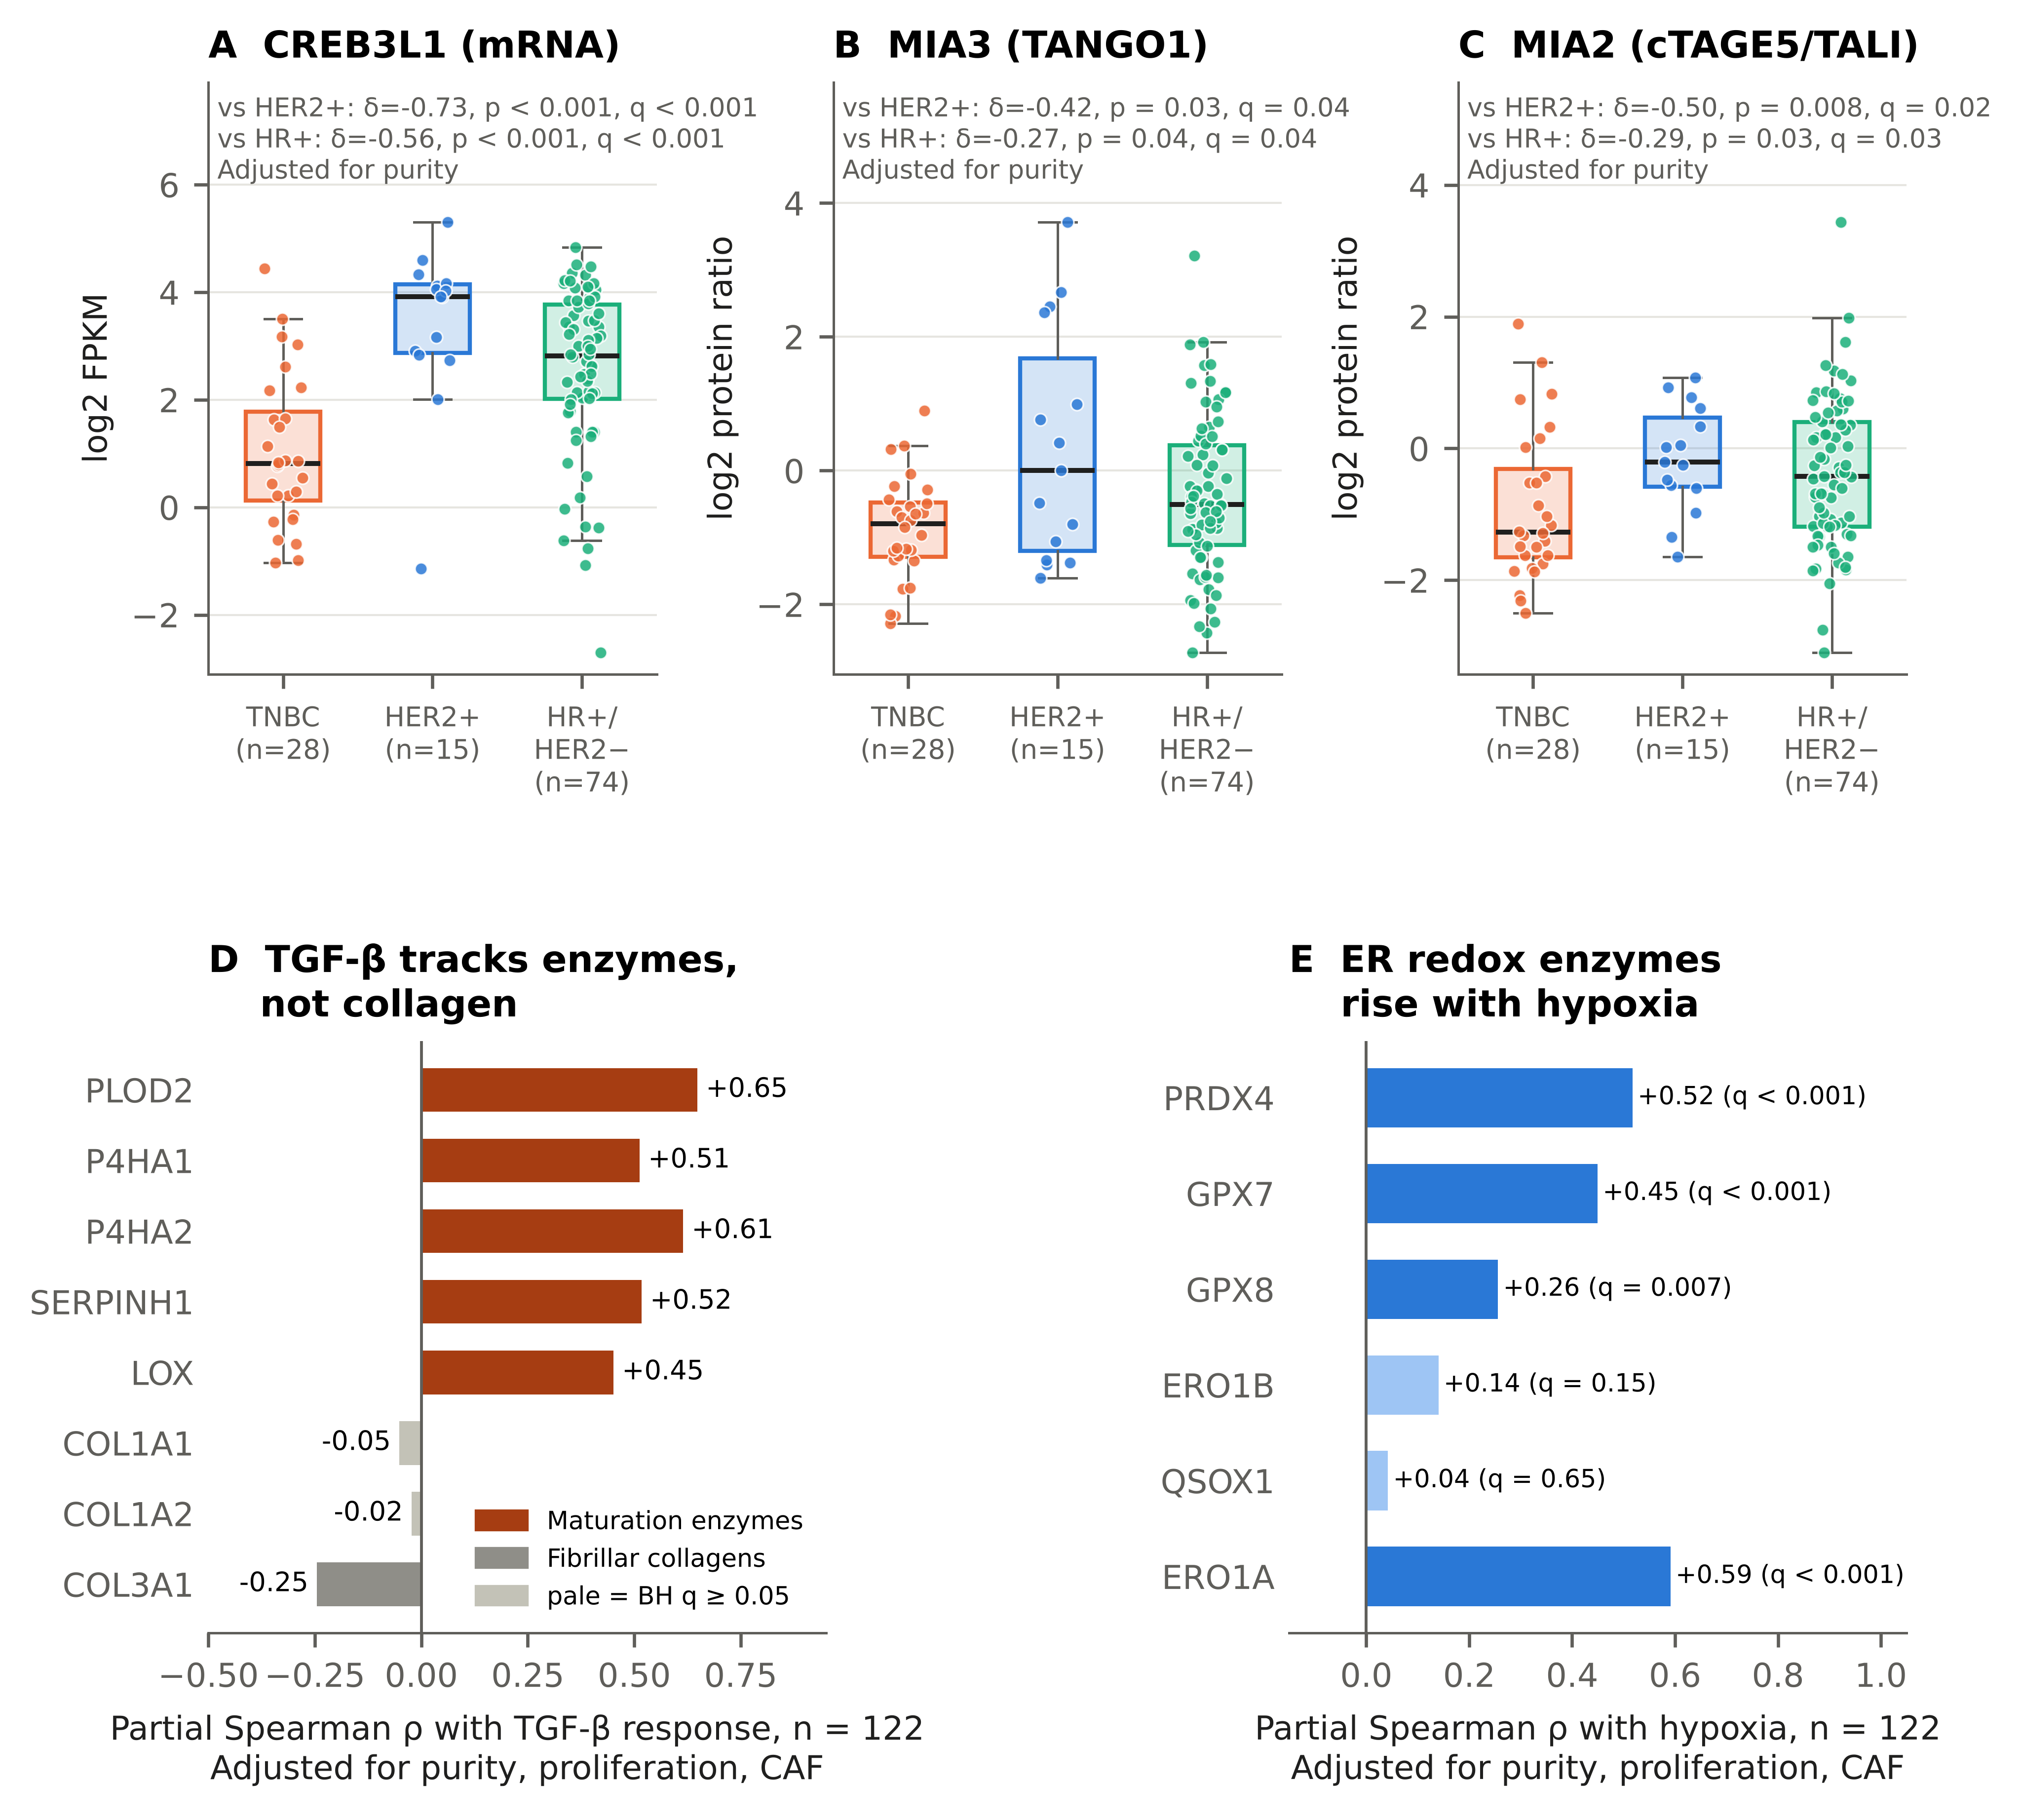 A CREB3L1 (mRNA)
vs HER2+: δ=-0.73, p < 0.001, q < 0.001
vs HR+: δ=-0.56, p < 0.001, q < 0.001
Adjusted for purity
log2 FPKM
6
4
2
0
−2
TNBC
(n=28)
HER2+
(n=15)
HR+/
HER2−
(n=74)
B MIA3 (TANGO1)
vs HER2+: δ=-0.42, p = 0.03, q = 0.04
vs HR+: δ=-0.27, p = 0.04, q = 0.04
Adjusted for purity
log2 protein ratio
4
2
0
−2
TNBC
(n=28)
HER2+
(n=15)
HR+/
HER2−
(n=74)
C MIA2 (cTAGE5/TALI)
vs HER2+: δ=-0.50, p = 0.008, q = 0.02
vs HR+: δ=-0.29, p = 0.03, q = 0.03
Adjusted for purity
log2 protein ratio
4
2
0
−2
TNBC
(n=28)
HER2+
(n=15)
HR+/
HER2−
(n=74)
D TGF-β tracks enzymes,
not collagen
PLOD2 +0.65
P4HA1 +0.51
P4HA2 +0.61
SERPINH1 +0.52
LOX +0.45
COL1A1 -0.05
COL1A2 -0.02
COL3A1 -0.25
Maturation enzymes
Fibrillar collagens
pale = BH q ≥ 0.05
−0.50 −0.25 0.00 0.25 0.50 0.75
Partial Spearman ρ with TGF-β response, n = 122
Adjusted for purity, proliferation, CAF
E ER redox enzymes
rise with hypoxia
PRDX4 +0.52 (q < 0.001)
GPX7 +0.45 (q < 0.001)
GPX8 +0.26 (q = 0.007)
ERO1B +0.14 (q = 0.15)
QSOX1 +0.04 (q = 0.65)
ERO1A +0.59 (q < 0.001)
0.0 0.2 0.4 0.6 0.8 1.0
Partial Spearman ρ with hypoxia, n = 122
Adjusted for purity, proliferation, CAF